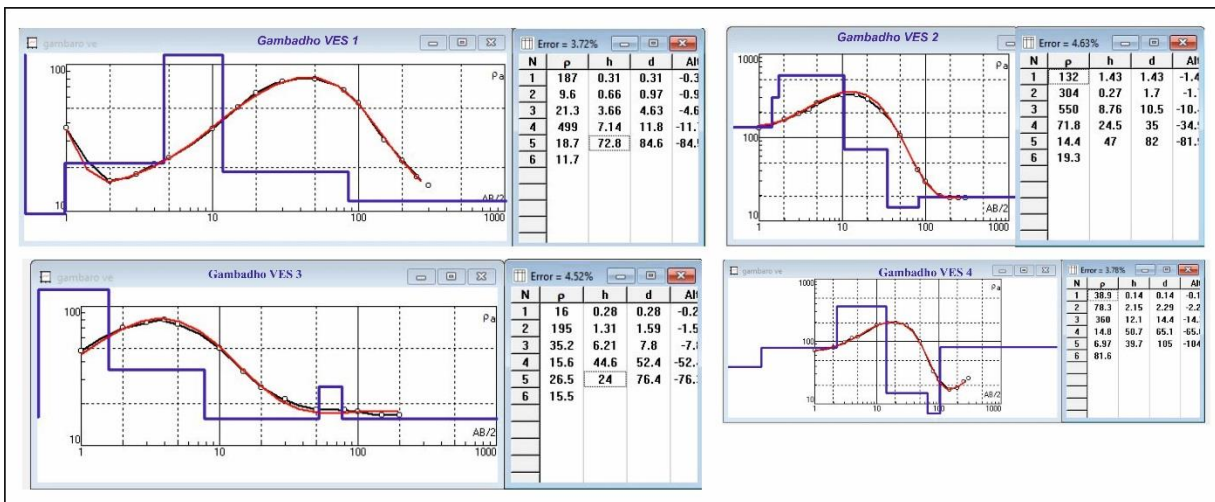 gambaro ve
Gambadho VES 1
Error = 3.72%
N ρ h d Alt
1 187 0.31 0.31 -0.3
2 9.6 0.66 0.97 -0.9
3 21.3 3.66 4.63 -4.6
4 499 7.14 11.8 -11.
5 18.7 72.8 84.6 -84.
6 11.7
100
ρa
10
AB/2
1 10 100 1000
Gambadho VES 2
Error = 4.63%
N ρ h d Alt
1 132 1.43 1.43 -1.4
2 304 0.27 1.7 -1.
3 550 8.76 10.5 -10.
4 71.8 24.5 35 -34.
5 14.4 47 82 -81.
6 19.3
1000
ρa
100
10
AB/2
1 10 100 1000
gambaro ve
Gambadho VES 3
Error = 4.52%
N ρ h d Alt
1 16 0.28 0.28 -0.2
2 195 1.31 1.59 -1.5
3 35.2 6.21 7.8 -7.
4 15.6 44.6 52.4 -52.
5 26.5 24 76.4 -76.
6 15.5
100
ρa
10
AB/2
1 10 100 1000
gambaro ve
Gambadho VES 4
Error = 3.78%
N ρ h d Alt
1 38.9 0.14 0.14 -0.1
2 78.3 2.15 2.29 -2.2
3 360 12.1 14.4 -14.
4 14.8 50.7 65.1 -65.
5 6.97 39.7 105 -104
6 81.6
1000
ρa
100
10
AB/2
1 10 100 1000